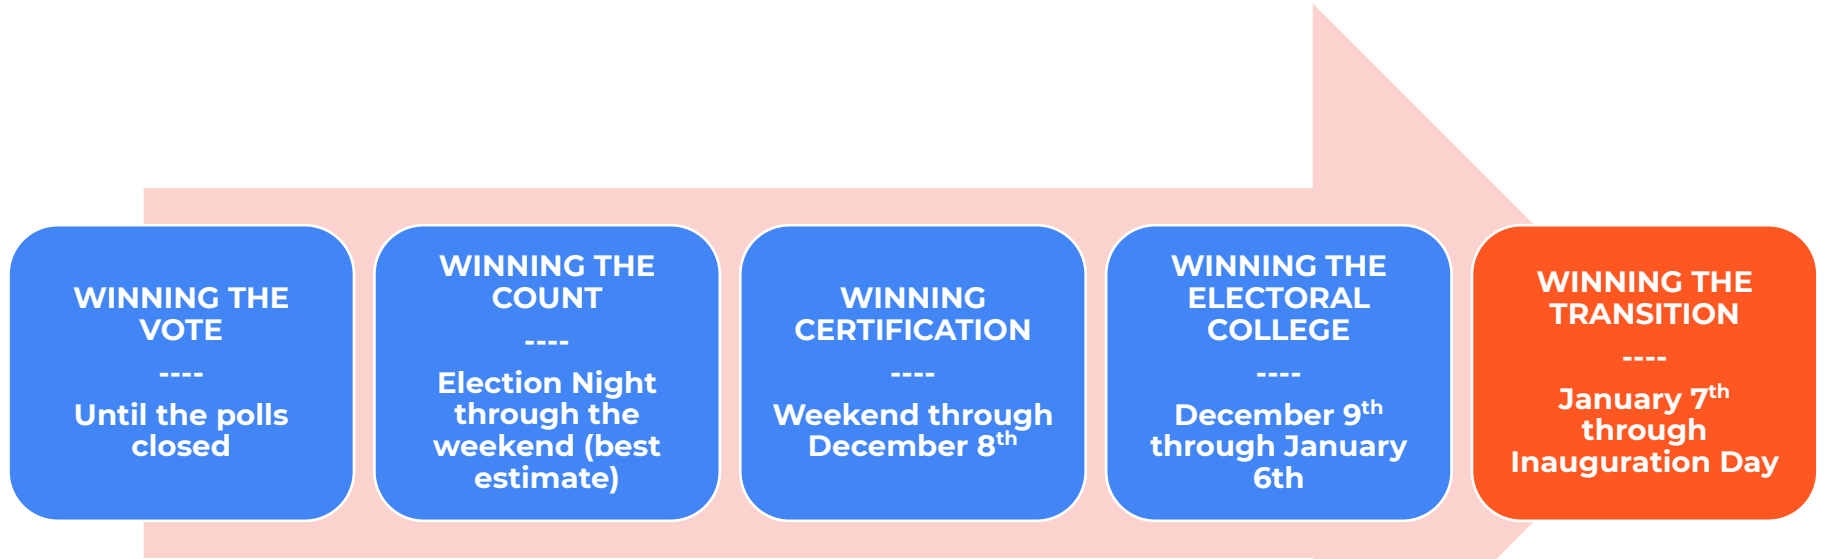 WINNING THE
VOTE
----
Until the polls
closed
WINNING THE
COUNT
----
Election Night
through the
weekend (best
estimate)
WINNING
CERTIFICATION
----
Weekend through
December 8th
WINNING THE
ELECTORAL
COLLEGE
----
December 9th
through January
6th
WINNING THE
TRANSITION
----
January 7th
through
Inauguration Day